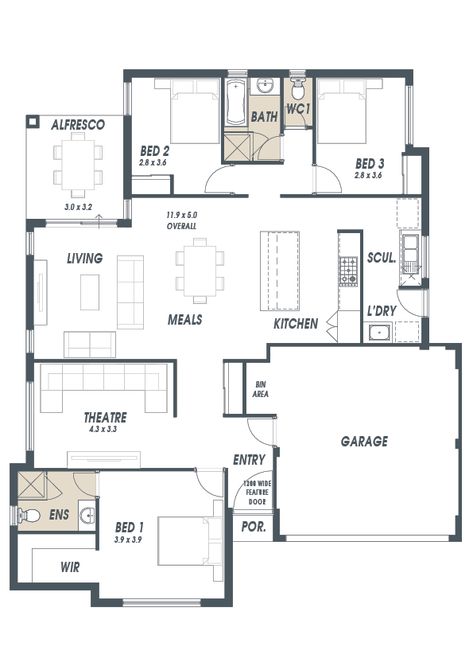 WC1
BATH
ALFRESCO
BED 2
2.8 x 3.6
BED 3
2.8 x 3.6
3.0 x 3.2
11.9 x 5.0
OVERALL
LIVING
SCUL.
MEALS
KITCHEN
L'DRY
BIN
AREA
THEATRE
4.3 x 3.3
GARAGE
ENTRY
1200 WIDE
FEATURE
DOOR
ENS
BED 1
3.9 x 3.9
POR.
WIR